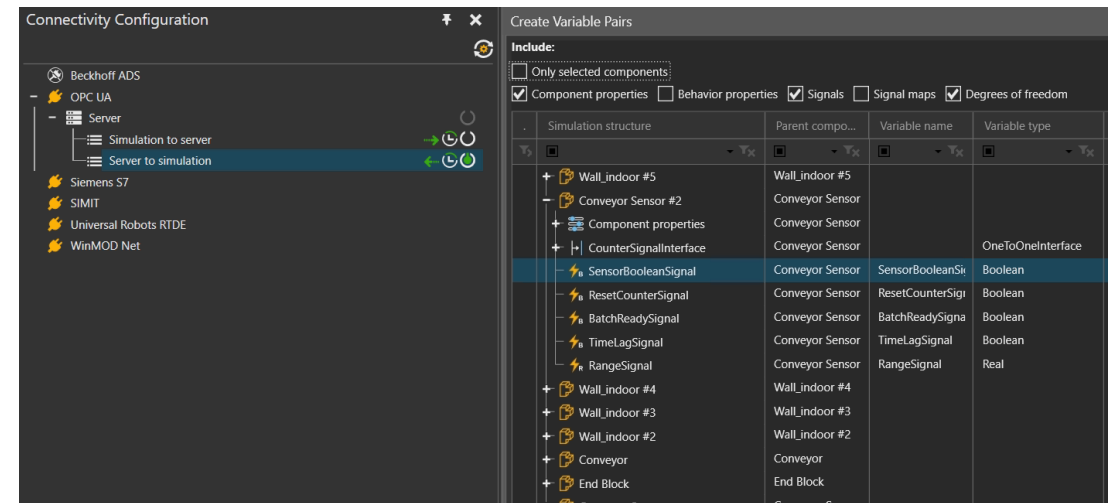 Connectivity Configuration
Beckhoff ADS
OPC UA
Server
Simulation to server
Server to simulation
Siemens S7
SIMIT
Universal Robots RTDE
WinMOD Net
Create Variable Pairs
Include:
Only selected components
Component properties Behavior properties Signals Signal maps Degrees of freedom
. Simulation structure Parent compo... Variable name Variable type
Wall_indoor #5 Wall_indoor #5
Conveyor Sensor #2 Conveyor Sensor
Component properties Conveyor Sensor
CounterSignalInterface Conveyor Sensor OneToOneInterface
SensorBooleanSignal Conveyor Sensor SensorBooleanSig Boolean
ResetCounterSignal Conveyor Sensor ResetCounterSign Boolean
BatchReadySignal Conveyor Sensor BatchReadySigna Boolean
TimeLagSignal Conveyor Sensor TimeLagSignal Boolean
RangeSignal Conveyor Sensor RangeSignal Real
Wall_indoor #4 Wall_indoor #4
Wall_indoor #3 Wall_indoor #3
Wall_indoor #2 Wall_indoor #2
Conveyor Conveyor
End Block End Block